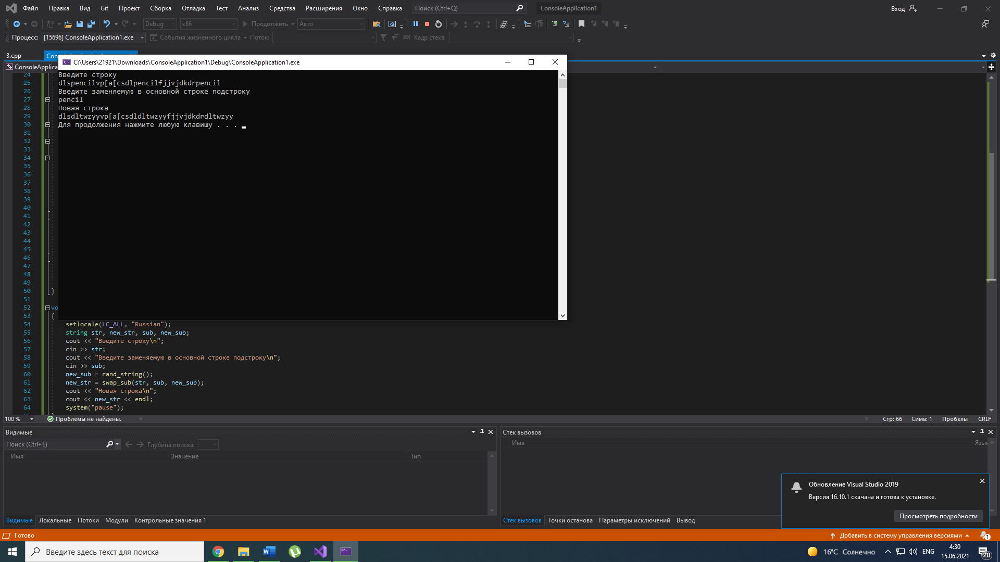 Файл Правка Вид Git Проект Сборка Отладка Тест Анализ Средства Расширения Окно Справка Поиск (Ctrl+Q) ConsoleApplication1 Вход
Debug x86 Продолжить Авто
Процесс: [15696] ConsoleApplication1.exe События жизненного цикла Поток: Кадр стека:
3.cpp
C:\Users\21921\Downloads\ConsoleApplication1\Debug\ConsoleApplication1.exe
ConsoleApplica
24 Введите строку
25 dlspencilvp[a[csdlpencilfjjvjdkdrpencil
26 Введите заменяемую в основной строке подстроку
27 pencil
28 Новая строка
29 dlsdltwzyyvp[a[csdldltwzyyfjjvjdkdrdltwzyy
30 Для продолжения нажмите любую клавишу . . .
31
32
33
34
35
36
37
38
39
40
41
42
43
44
45
46
47
48
49
50 }
51
52 vo
53 {
54 setlocale(LC_ALL, "Russian");
55 string str, new_str, sub, new_sub;
56 cout << "Введите строку\n";
57 cin >> str;
58 cout << "Введите заменяемую в основной строке подстроку\n";
59 cin >> sub;
60 new_sub = rand_string();
61 new_str = swap_sub(str, sub, new_sub);
62 cout << "Новая строка\n";
63 cout << new_str << endl;
64 system("pause");
100 % Проблемы не найдены. Стр: 66 Симв: 1 Пробелы CRLF
Видимые
Поиск (Ctrl+E) Глубина поиска:
Имя Значение Тип
Видимые Локальные Потоки Модули Контрольные значения 1
Стек вызовов
Имя Язык
Стек вызовов Точки останова Параметры исключений Вывод
Обновление Visual Studio 2019
Версия 16.10.1 скачана и готова к установке.
Просмотреть подробности
Готово Добавить в систему управления версиями 1
Введите здесь текст для поиска
16°C Солнечно ENG 4:30
15.06.2021 20